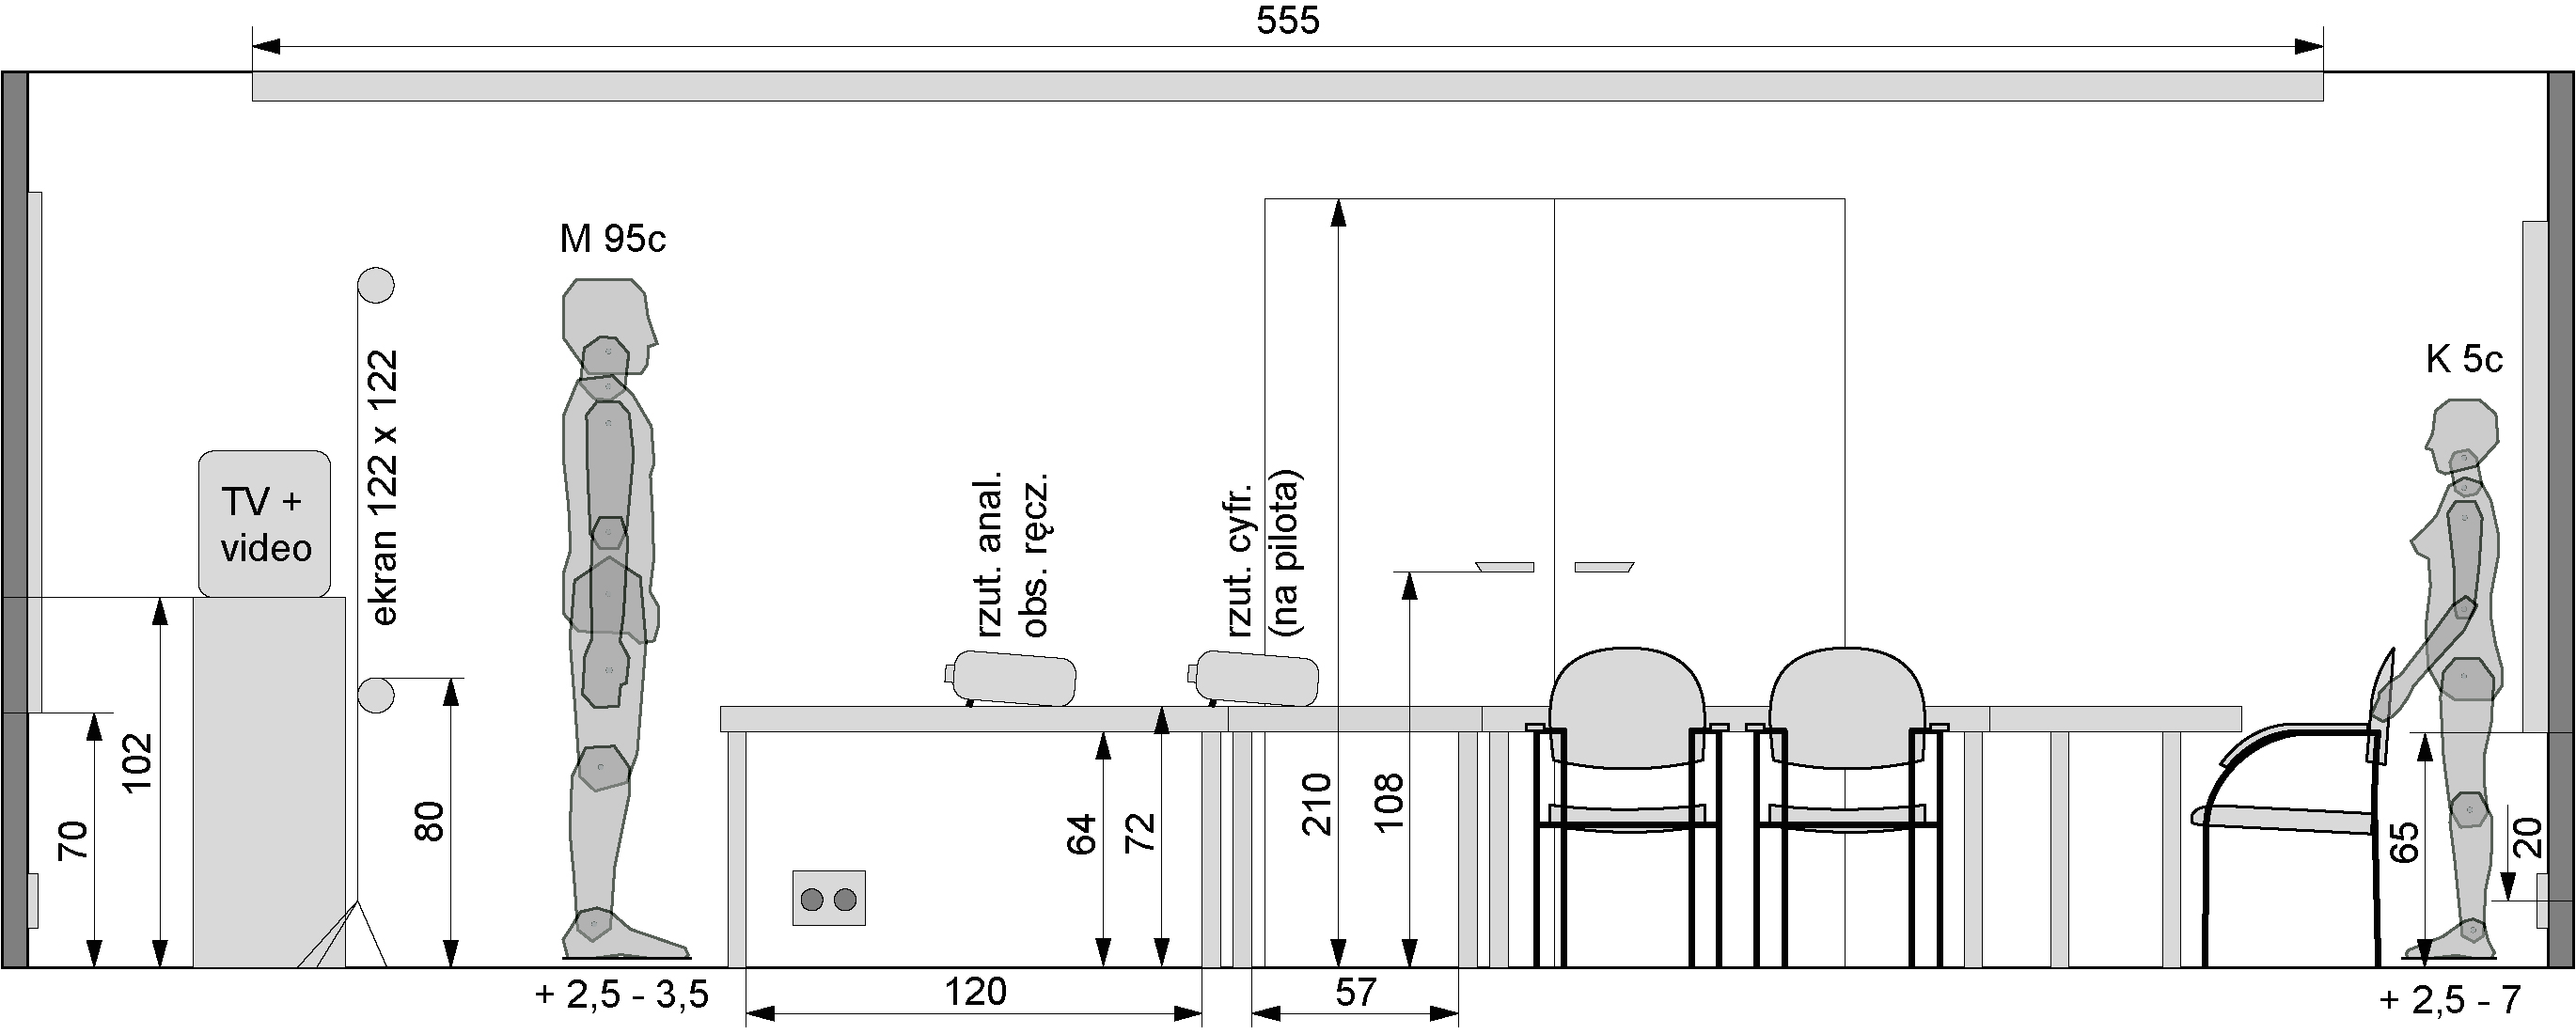 555
M 95c
K 5c
ekran 122 x 122
TV +
video
rzut. anal.
obs. ręcz.
rzut. cyfr.
(na pilota)
70
102
80
64
72
210
108
65
20
+ 2,5 - 3,5
120
57
+ 2,5 - 7